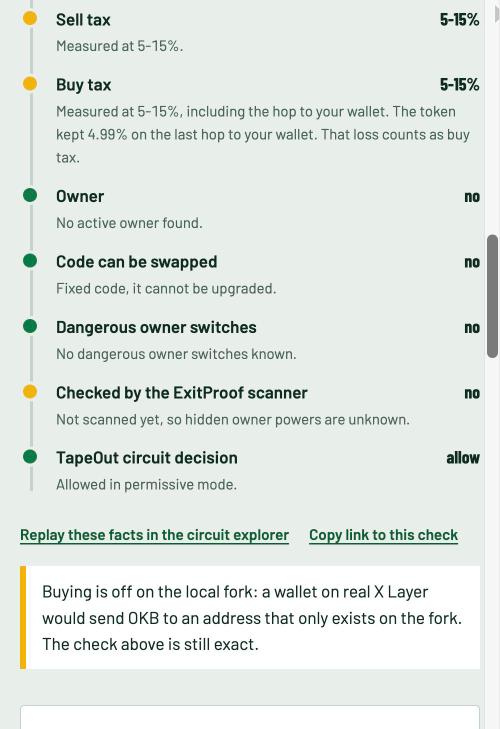 Sell tax 5-15%
Measured at 5-15%.
Buy tax 5-15%
Measured at 5-15%, including the hop to your wallet. The token
kept 4.99% on the last hop to your wallet. That loss counts as buy
tax.
Owner no
No active owner found.
Code can be swapped no
Fixed code, it cannot be upgraded.
Dangerous owner switches no
No dangerous owner switches known.
Checked by the ExitProof scanner no
Not scanned yet, so hidden owner powers are unknown.
TapeOut circuit decision allow
Allowed in permissive mode.
Replay these facts in the circuit explorer Copy link to this check
Buying is off on the local fork: a wallet on real X Layer
would send OKB to an address that only exists on the fork.
The check above is still exact.